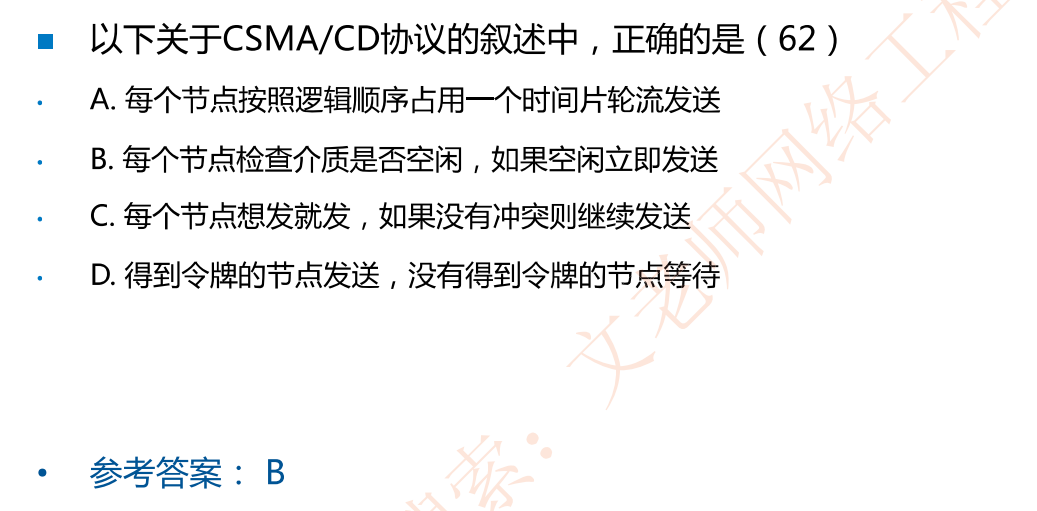 以下关于CSMA/CD协议的叙述中，正确的是（62）
A. 每个节点按照逻辑顺序占用一个时间片轮流发送
B. 每个节点检查介质是否空闲，如果空闲立即发送
C. 每个节点想发就发，如果没有冲突则继续发送
D. 得到令牌的节点发送，没有得到令牌的节点等待
参考答案： B
索：文老师网络工程